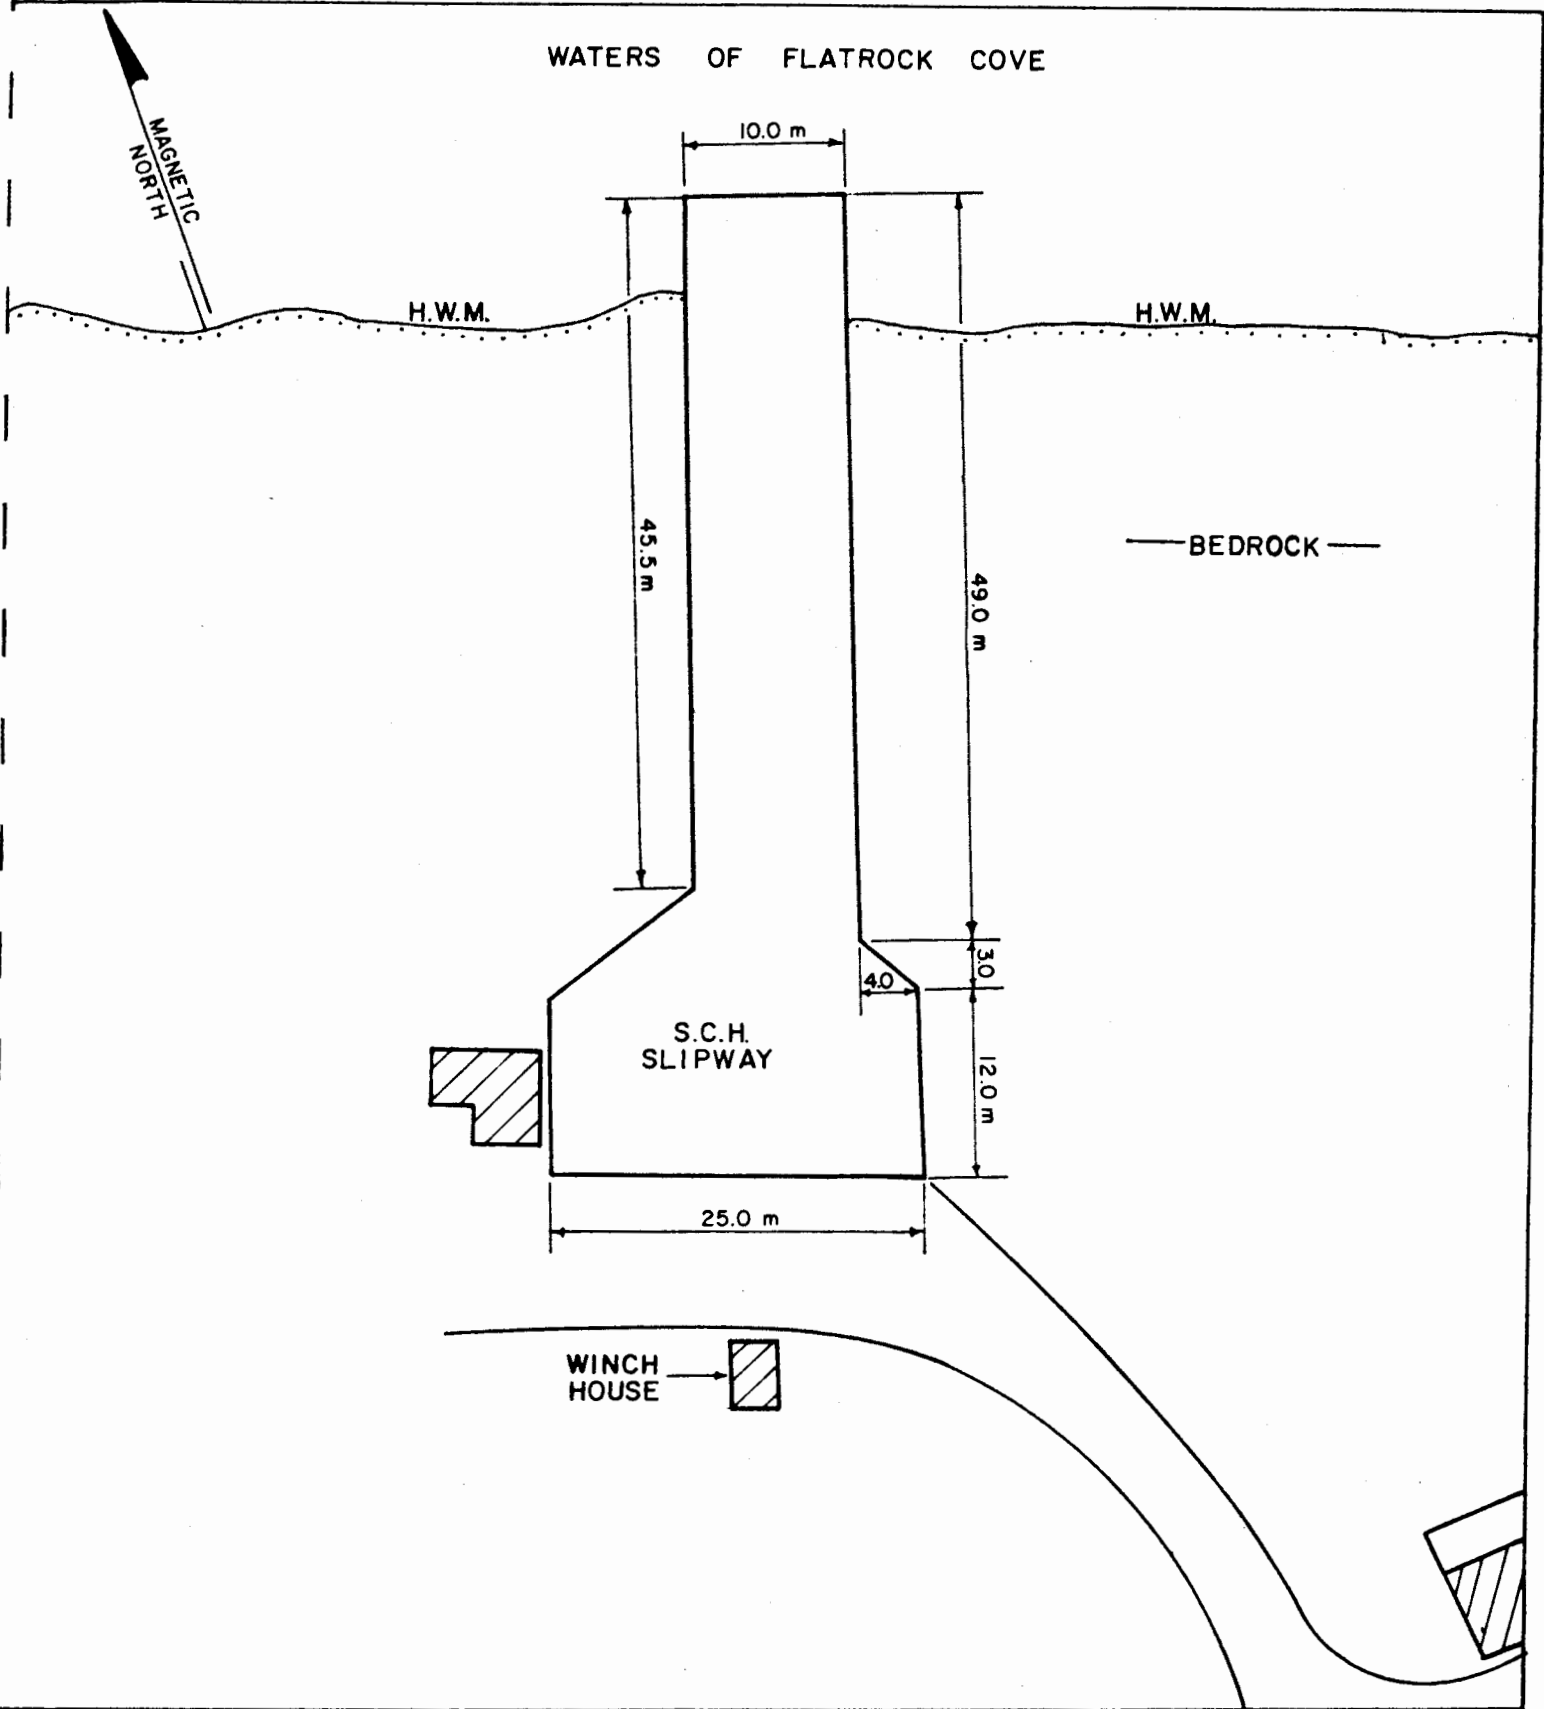 WATERS OF FLATROCK COVE
10.0 m
MAGNETIC
NORTH
H.W.M.
H.W.M.
45.5 m
BEDROCK
49.0 m
3.0
4.0
S.C.H.
SLIPWAY
12.0 m
25.0 m
WINCH
HOUSE